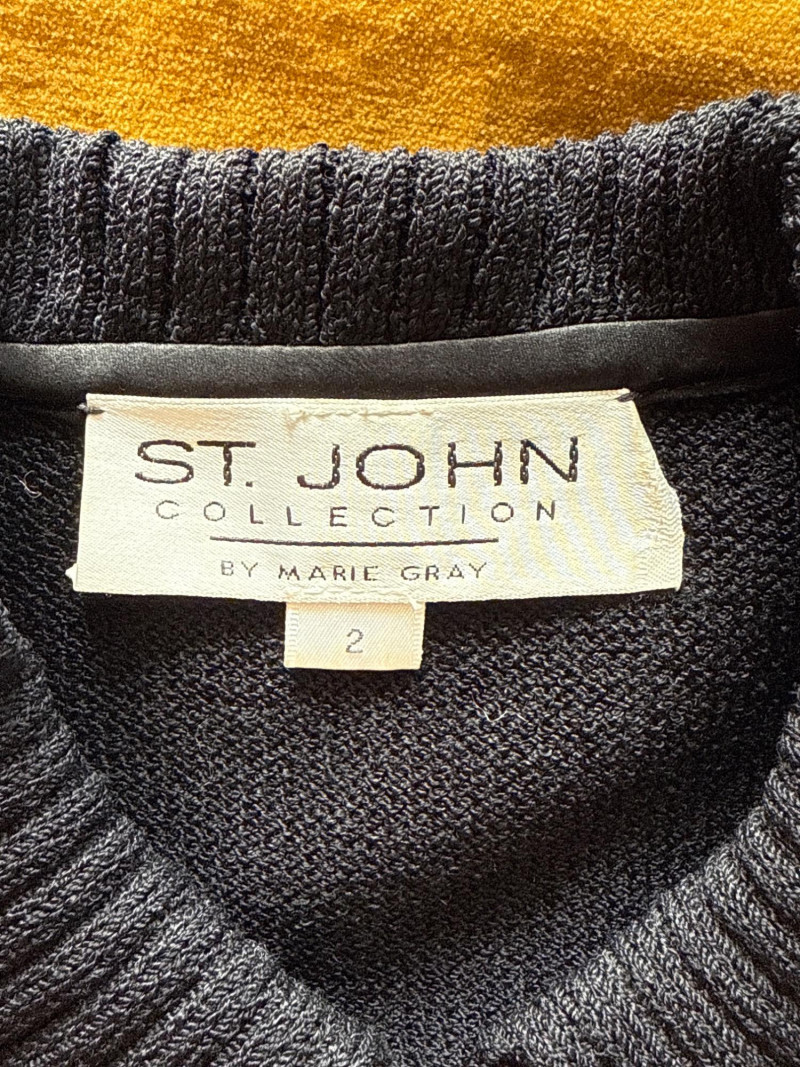 ST. JOHN
COLLECTION
BY MARIE GRAY
2